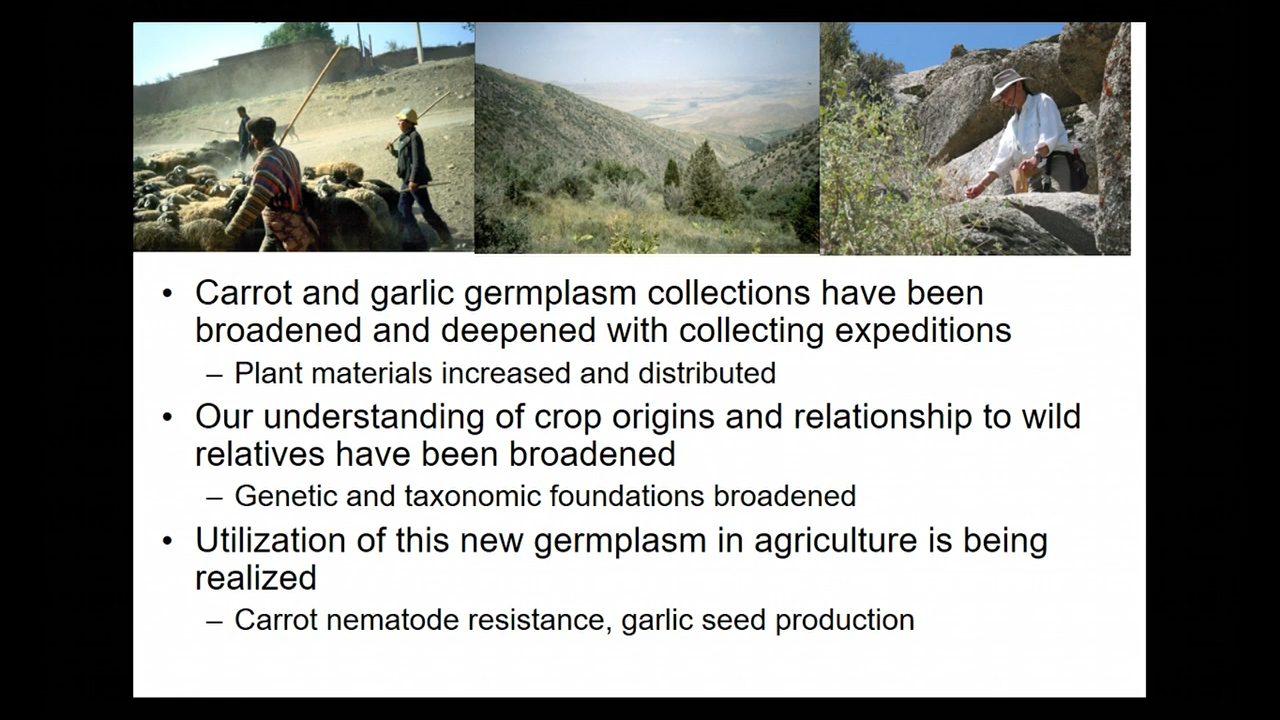 • Carrot and garlic germplasm collections have been
broadened and deepened with collecting expeditions
– Plant materials increased and distributed
• Our understanding of crop origins and relationship to wild
relatives have been broadened
– Genetic and taxonomic foundations broadened
• Utilization of this new germplasm in agriculture is being
realized
– Carrot nematode resistance, garlic seed production